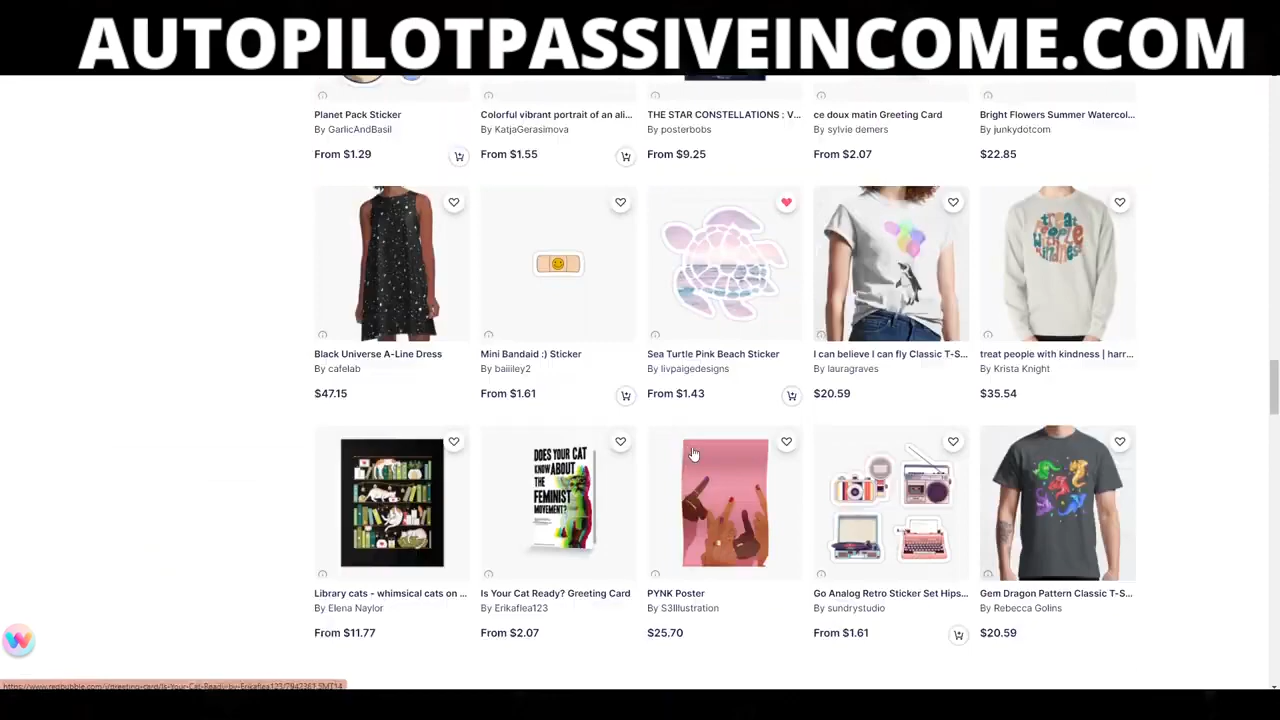 AUTOPILOTPASSIVEINCOME.COM
Planet Pack Sticker
By GarlicAndBasil
From $1.29
Colorful vibrant portrait of an ali...
By KatjaGerasimova
From $1.55
THE STAR CONSTELLATIONS : V...
By posterbobs
From $9.25
ce doux matin Greeting Card
By sylvie demers
From $2.07
Bright Flowers Summer Watercol...
By junkydotcom
$22.85
Black Universe A-Line Dress
By cafelab
$47.15
Mini Bandaid :) Sticker
By baiiiley2
From $1.61
Sea Turtle Pink Beach Sticker
By livpaigedesigns
From $1.43
I can believe I can fly Classic T-S...
By lauragraves
$20.59
treat
people
with
kindness
treat people with kindness | harr...
By Krista Knight
$35.54
Library cats - whimsical cats on ...
By Elena Naylor
From $11.77
DOES YOUR CAT
KNOW ABOUT
THE
FEMINIST
MOVEMENT?
Is Your Cat Ready? Greeting Card
By Erikaflea123
From $2.07
PYNK Poster
By S3Illustration
$25.70
Go Analog Retro Sticker Set Hips...
By sundrystudio
From $1.61
Gem Dragon Pattern Classic T-S...
By Rebecca Golins
$20.59